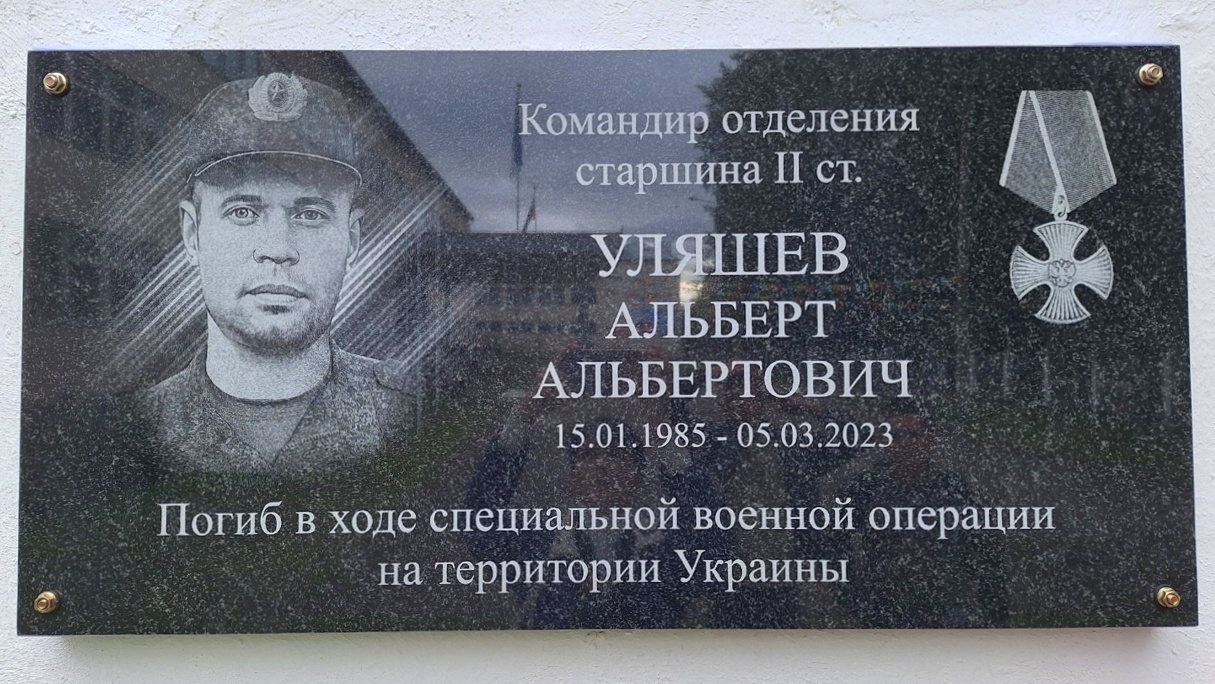 Командир отделения
старшина II ст.
УЛЯШЕВ
АЛЬБЕРТ
АЛЬБЕРТОВИЧ
15.01.1985 - 05.03.2023
Погиб в ходе специальной военной операции
на территории Украины